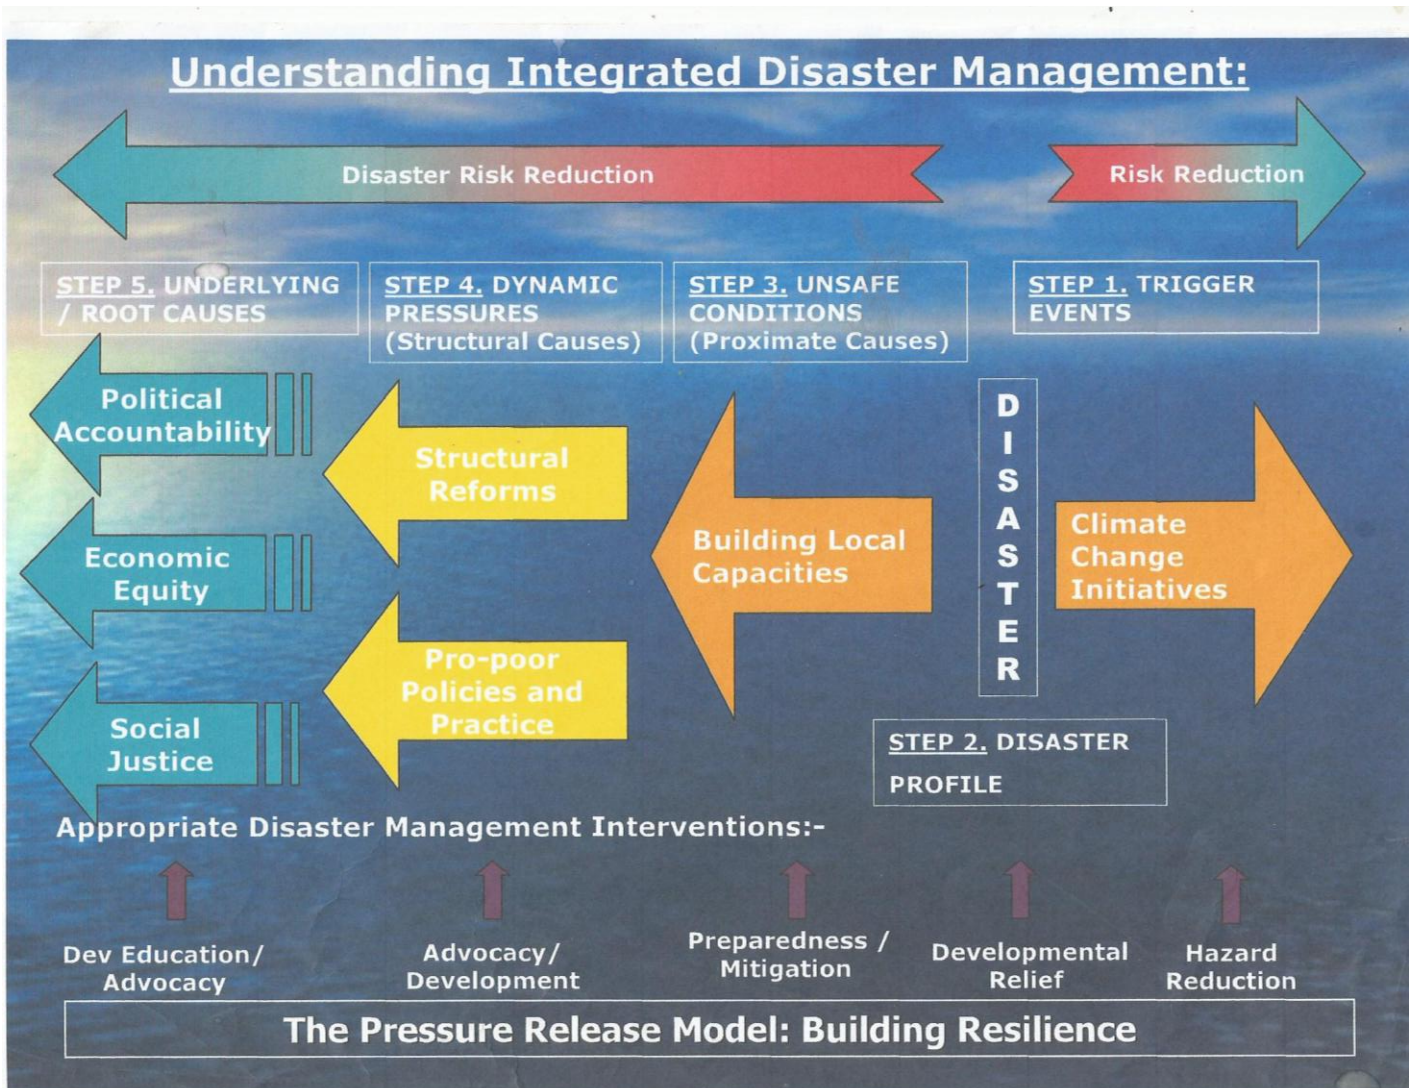 Understanding Integrated Disaster Management:
Disaster Risk Reduction
Risk Reduction
STEP 5. UNDERLYING
/ ROOT CAUSES
STEP 4. DYNAMIC
PRESSURES
(Structural Causes)
STEP 3. UNSAFE
CONDITIONS
(Proximate Causes)
STEP 1. TRIGGER
EVENTS
Political
Accountability
Economic
Equity
Social
Justice
Structural
Reforms
Pro-poor
Policies and
Practice
Building Local
Capacities
D
I
S
A
S
T
E
R
Climate
Change
Initiatives
STEP 2. DISASTER
PROFILE
Appropriate Disaster Management Interventions:-
Dev Education/
Advocacy
Advocacy/
Development
Preparedness /
Mitigation
Developmental
Relief
Hazard
Reduction
The Pressure Release Model: Building Resilience